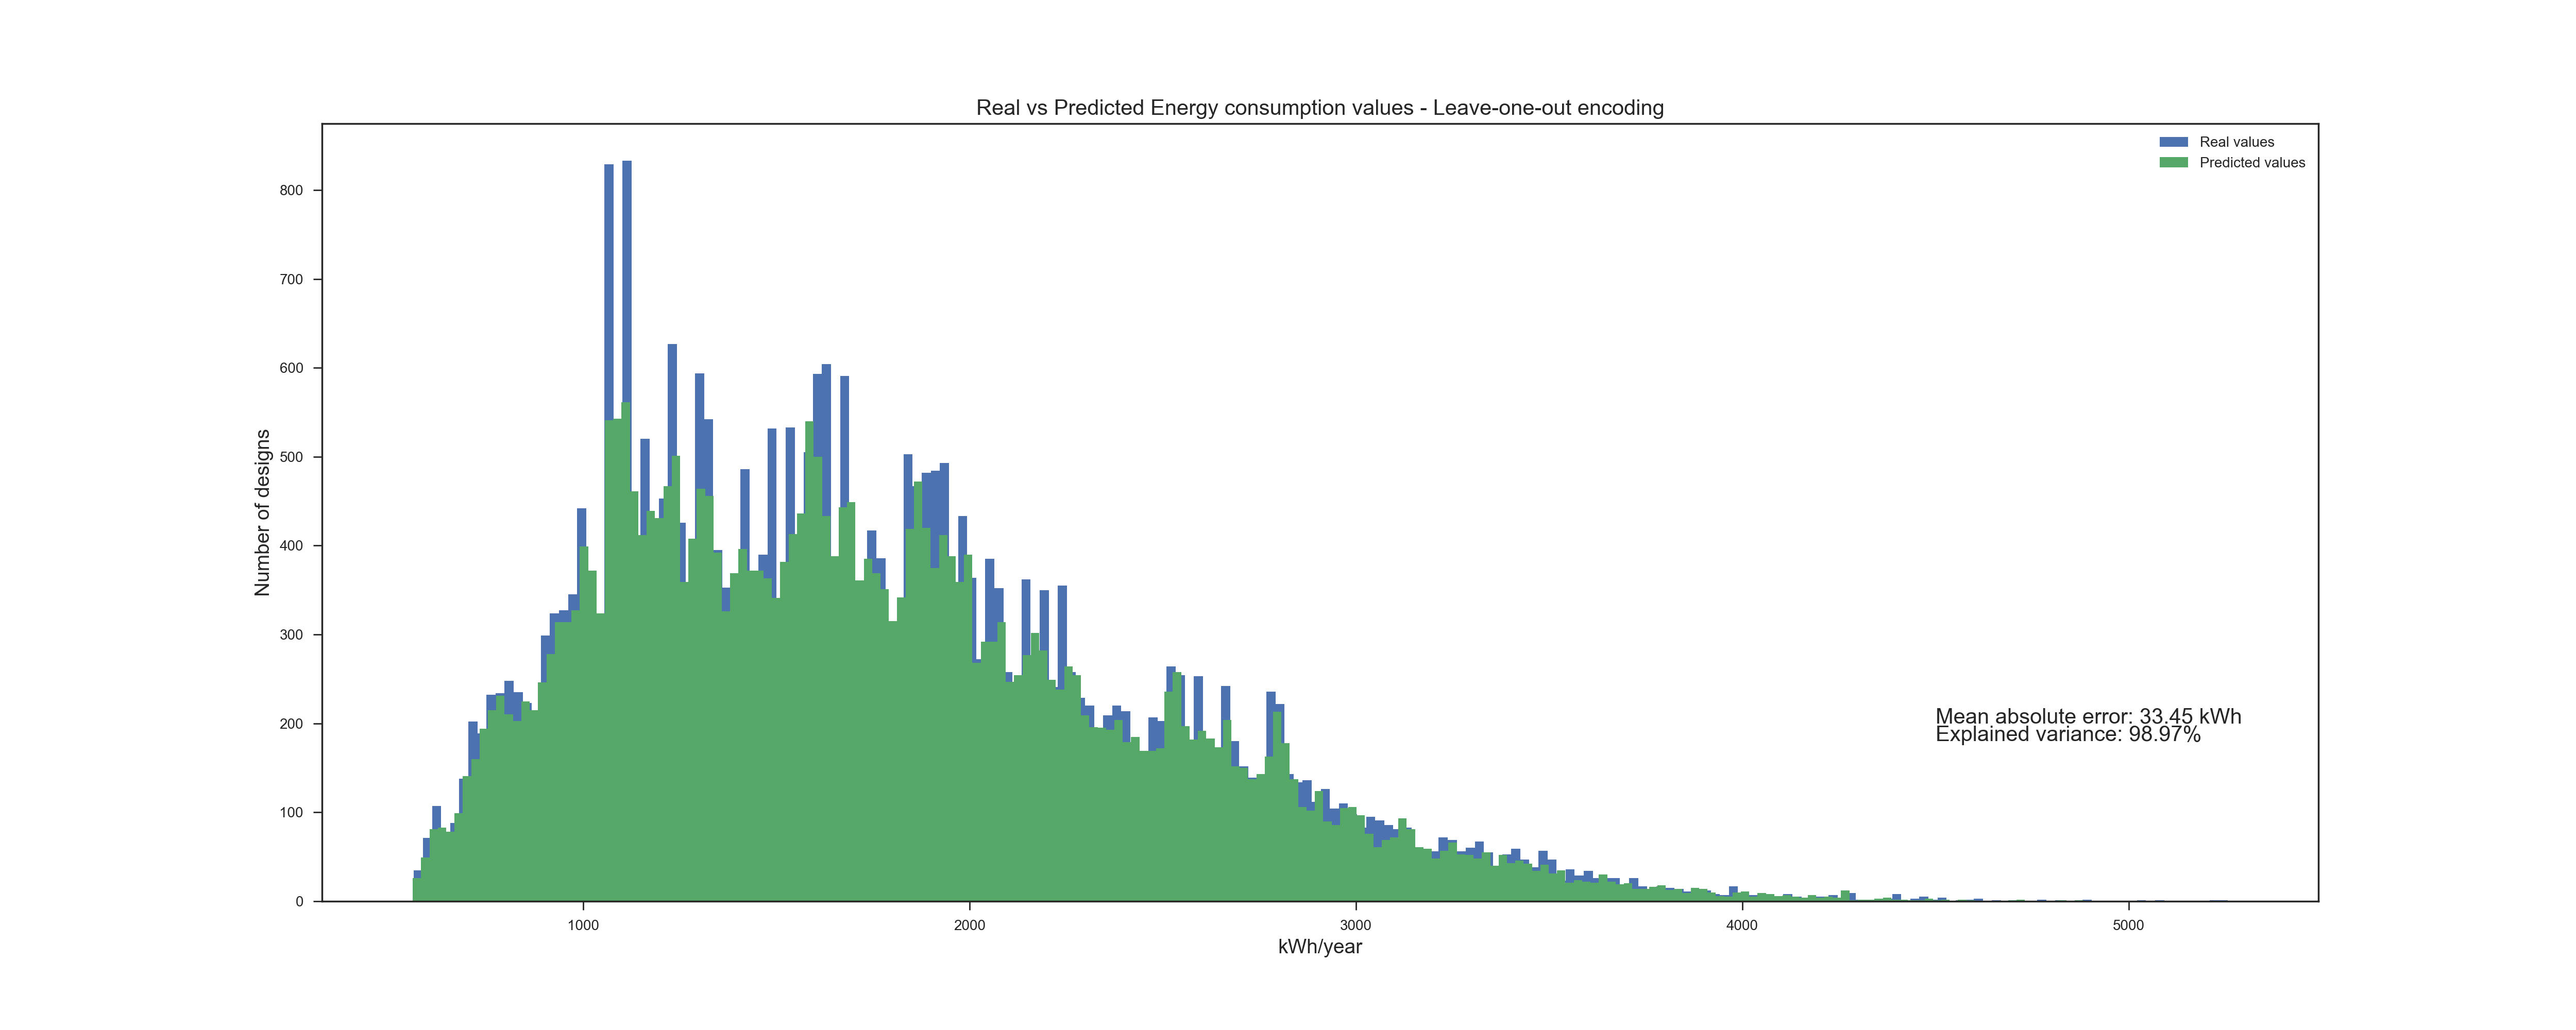 Real vs Predicted Energy consumption values - Leave-one-out encoding
Real values
Predicted values
800
700
600
500
400
300
200
100
0
Number of designs
Mean absolute error: 33.45 kWh
Explained variance: 98.97%
1000 2000 3000 4000 5000
kWh/year